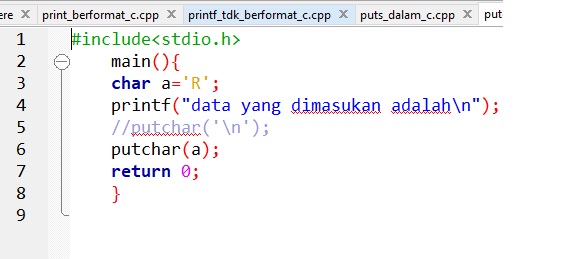 ere print_berformat_c.cpp printf_tdk_berformat_c.cpp puts_dalam_c.cpp put
1 #include<stdio.h>
2 main(){
3 char a='R';
4 printf("data yang dimasukan adalah\n");
5 //putchar('\n');
6 putchar(a);
7 return 0;
8 }
9